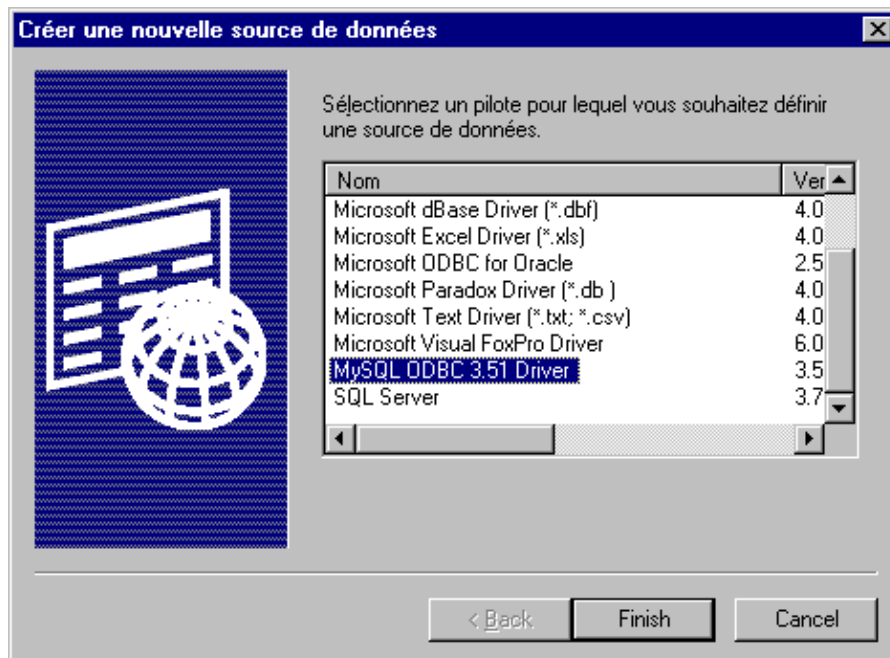 Créer une nouvelle source de données
Sélectionnez un pilote pour lequel vous souhaitez définir
une source de données.
Nom Ver
Microsoft dBase Driver (*.dbf) 4.0
Microsoft Excel Driver (*.xls) 4.0
Microsoft ODBC for Oracle 2.5
Microsoft Paradox Driver (*.db ) 4.0
Microsoft Text Driver (*.txt; *.csv) 4.0
Microsoft Visual FoxPro Driver 6.0
MySQL ODBC 3.51 Driver 3.5
SQL Server 3.7
< Back Finish Cancel